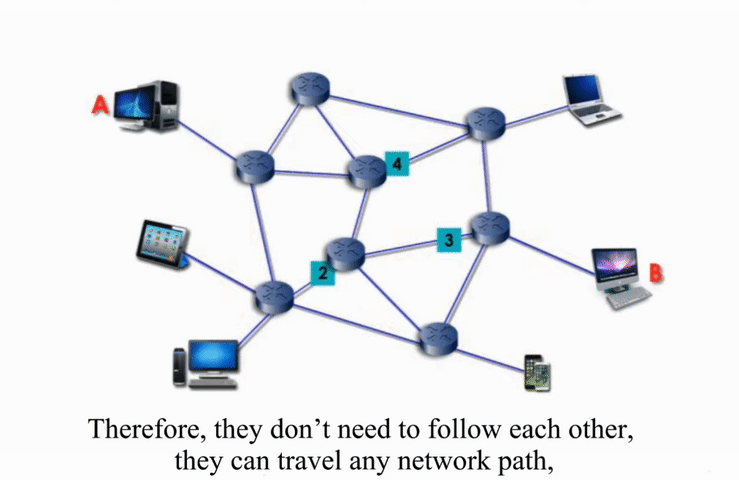 A
4
3
B
2
Therefore, they don’t need to follow each other,
they can travel any network path,